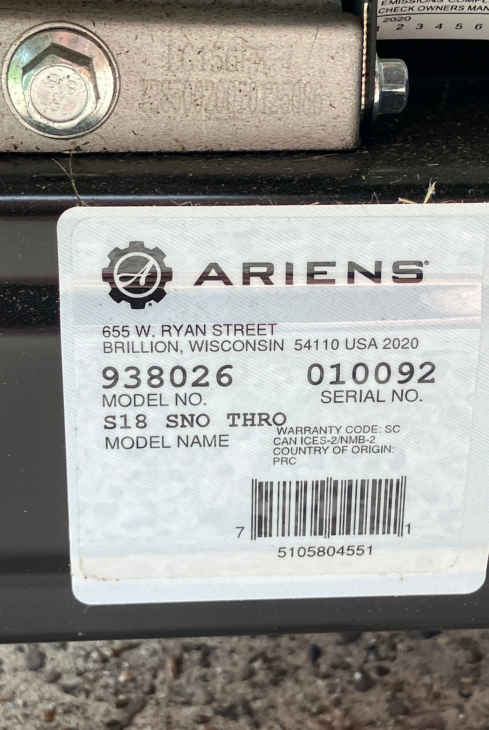 EMISSIONS COMPL
CHECK OWNERS MAN
2020
1 2 3 4 5 6
ARIENS®
655 W. RYAN STREET
BRILLION, WISCONSIN 54110 USA 2020
938026 010092
MODEL NO. SERIAL NO.
S18 SNO THRO
MODEL NAME
WARRANTY CODE: SC
CAN ICES-2/NMB-2
COUNTRY OF ORIGIN:
PRC
7 1
5105804551